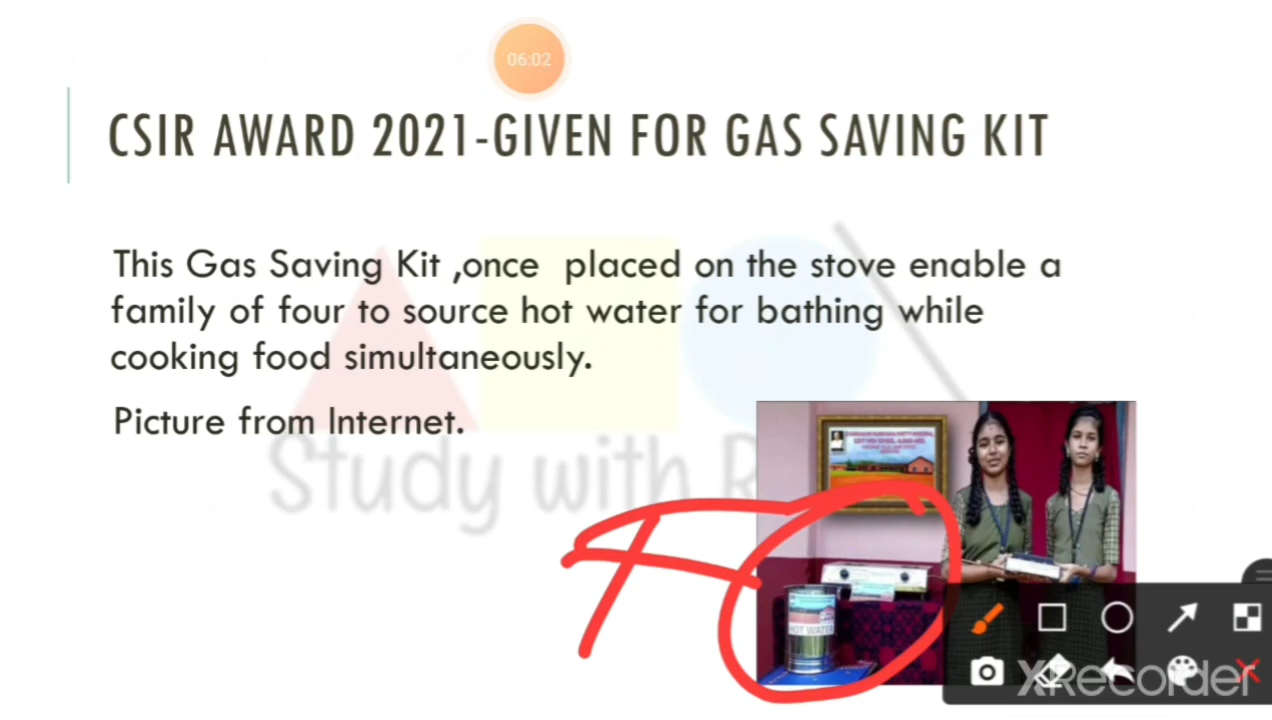 06:02
CSIR AWARD 2021-GIVEN FOR GAS SAVING KIT
This Gas Saving Kit ,once placed on the stove enable a
family of four to source hot water for bathing while
cooking food simultaneously.
Picture from Internet.
Study with R
HOT WATER
XRecorder